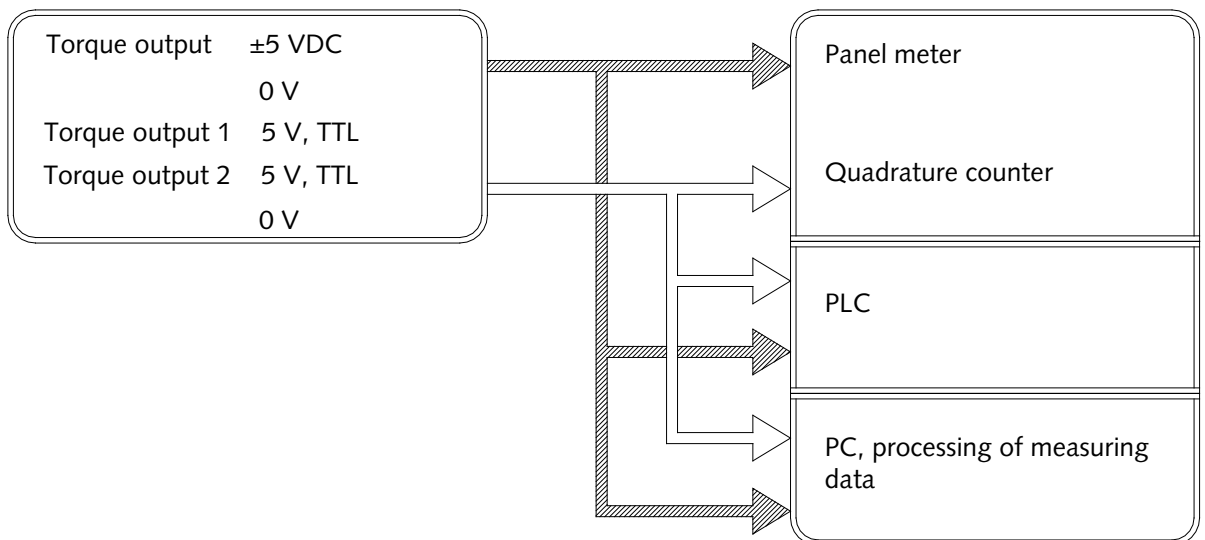 Torque output ±5 VDC
0 V
Torque output 1 5 V, TTL
Torque output 2 5 V, TTL
0 V
Panel meter
Quadrature counter
PLC
PC, processing of measuring
data